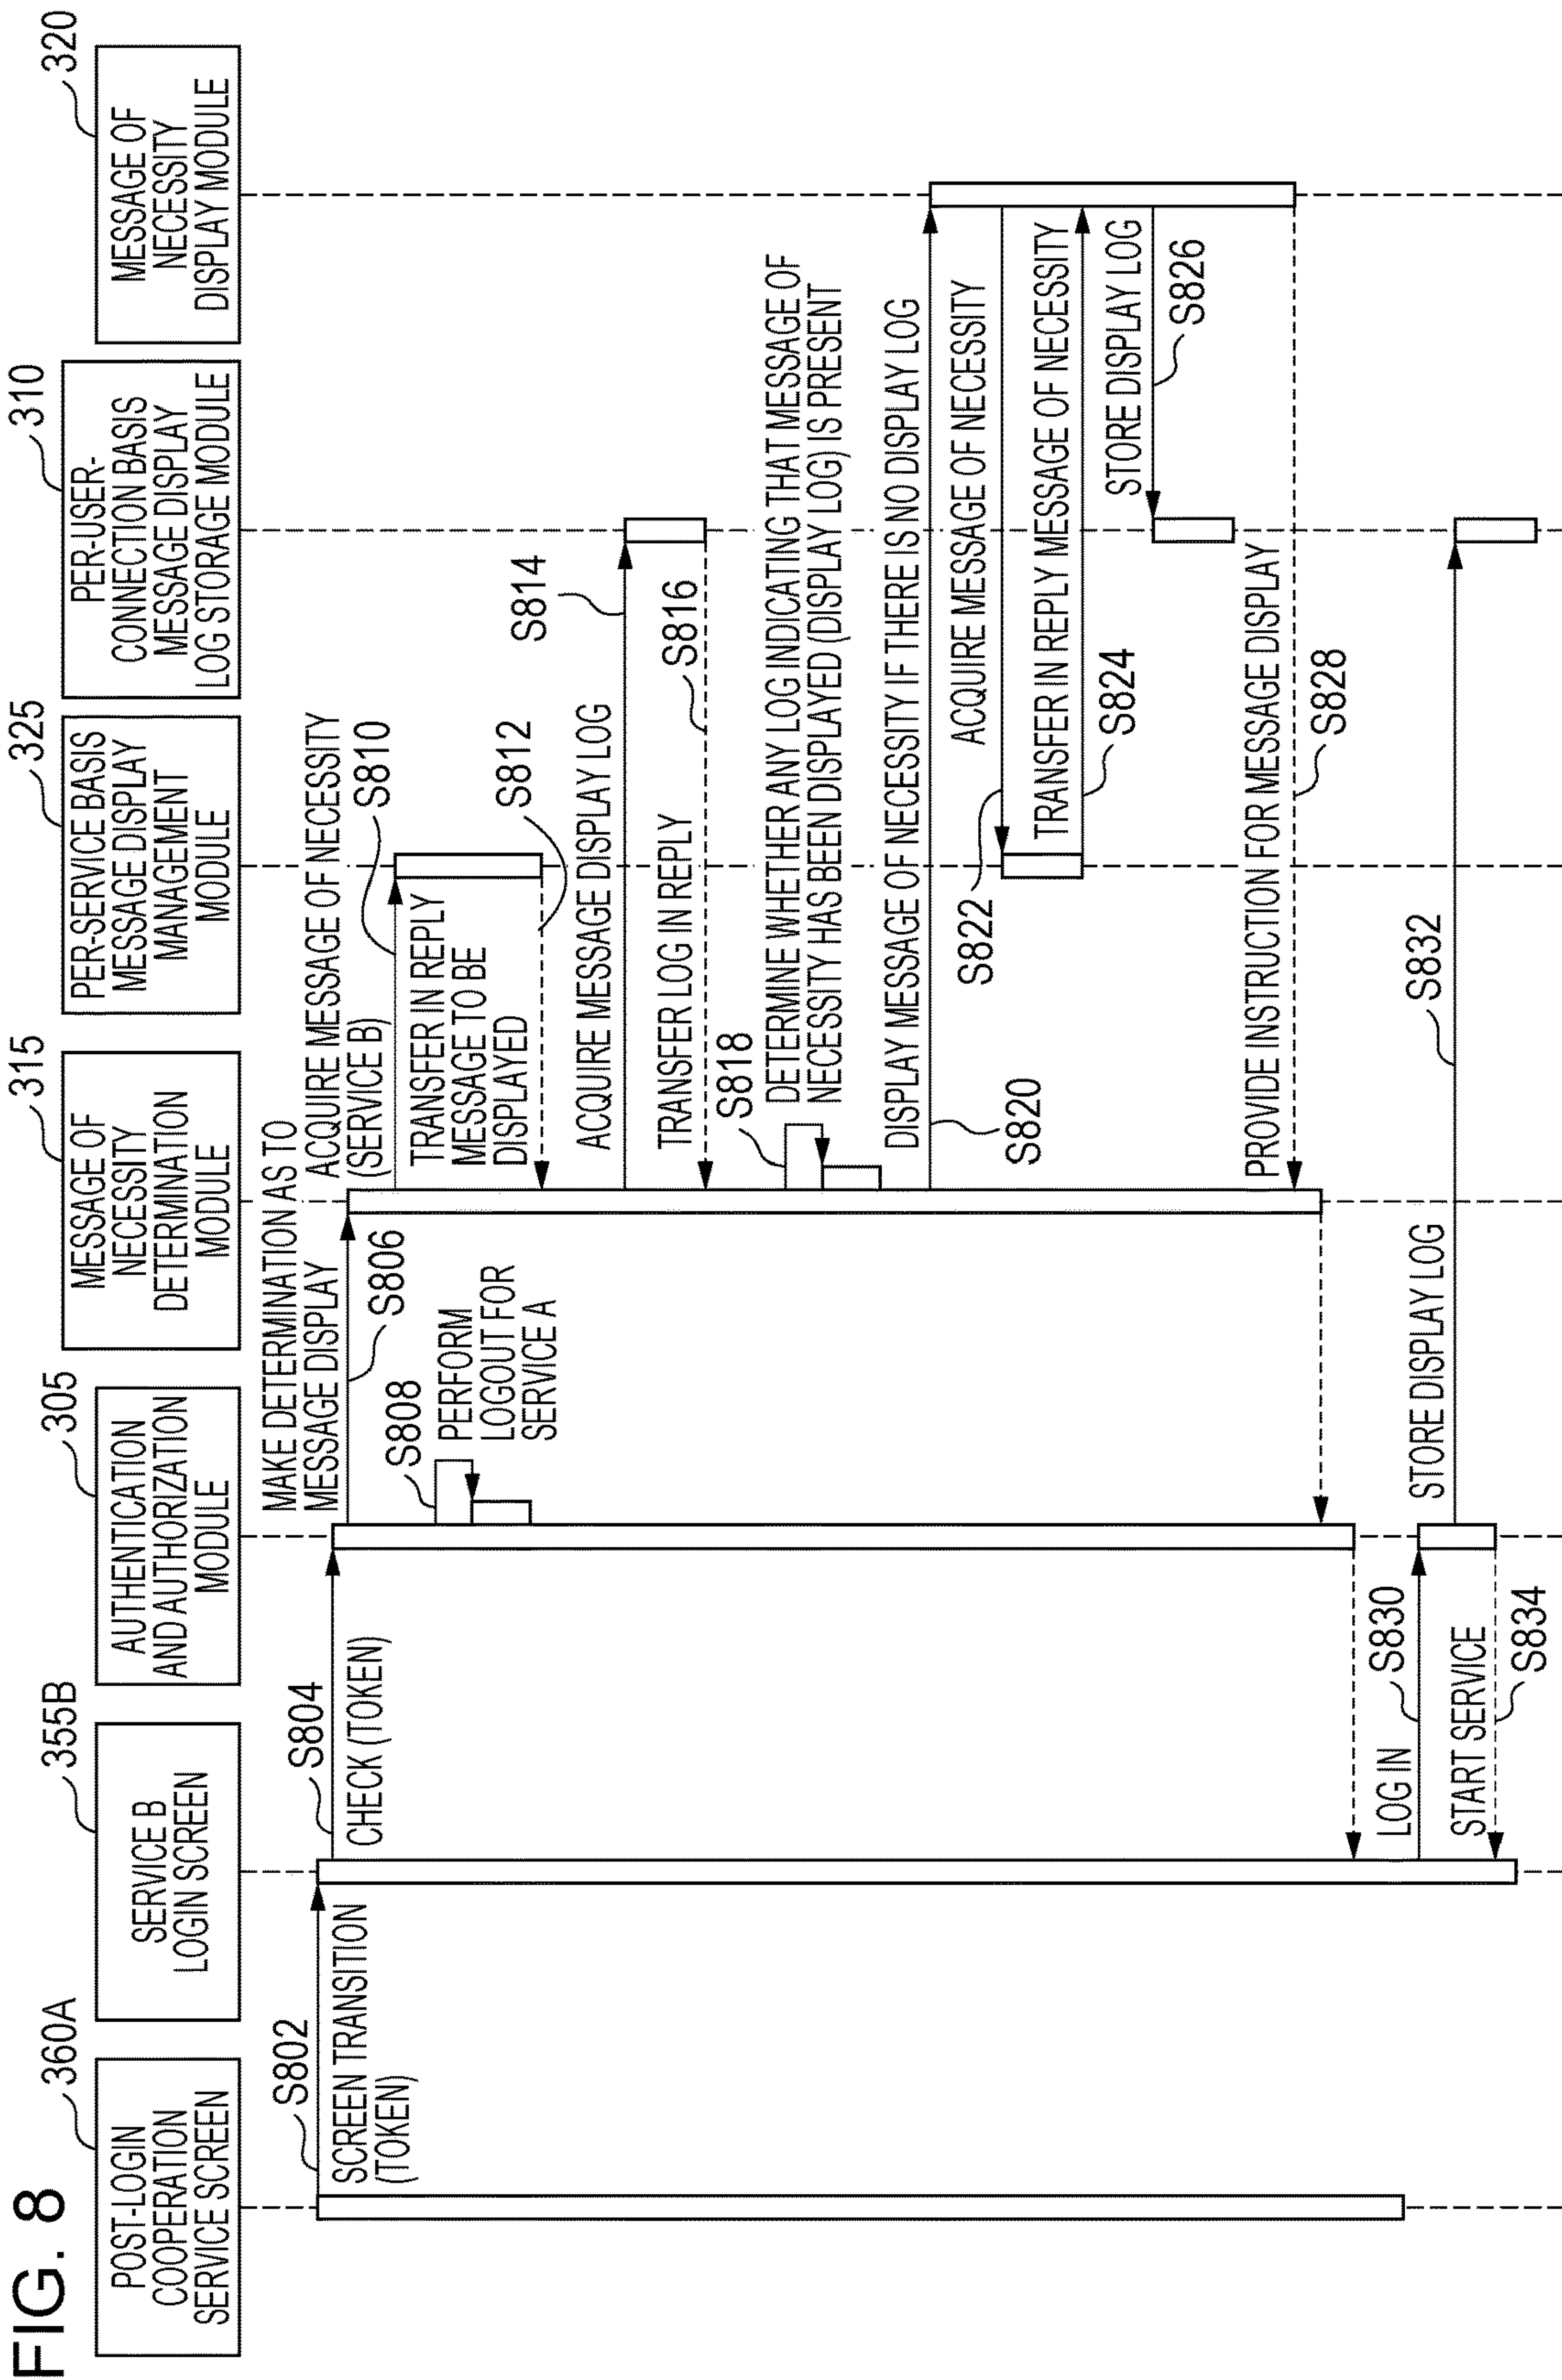 FIG. 8
360A
POST-LOGIN
COOPERATION
SERVICE SCREEN
355B
SERVICE B
LOGIN SCREEN
305
AUTHENTICATION
AND AUTHORIZATION
MODULE
315
MESSAGE OF
NECESSITY
DETERMINATION
MODULE
325
PER-SERVICE BASIS
MESSAGE DISPLAY
MANAGEMENT
MODULE
310
PER-USER-
CONNECTION BASIS
MESSAGE DISPLAY
LOG STORAGE MODULE
320
MESSAGE OF
NECESSITY
DISPLAY MODULE
S802
SCREEN TRANSITION
(TOKEN)
S804
CHECK (TOKEN)
MAKE DETERMINATION AS TO
MESSAGE DISPLAY
S806
S808
PERFORM
LOGOUT FOR
SERVICE A
ACQUIRE MESSAGE OF NECESSITY
(SERVICE B)
S810
TRANSFER IN REPLY
MESSAGE TO BE
DISPLAYED
S812
ACQUIRE MESSAGE DISPLAY LOG
S814
TRANSFER LOG IN REPLY
S816
S818
DETERMINE WHETHER ANY LOG INDICATING THAT MESSAGE OF
NECESSITY HAS BEEN DISPLAYED (DISPLAY LOG) IS PRESENT
DISPLAY MESSAGE OF NECESSITY IF THERE IS NO DISPLAY LOG
S820
ACQUIRE MESSAGE OF NECESSITY
S822
TRANSFER IN REPLY MESSAGE OF NECESSITY
S824
STORE DISPLAY LOG
S826
PROVIDE INSTRUCTION FOR MESSAGE DISPLAY
S828
LOG IN
S830
STORE DISPLAY LOG
S832
START SERVICE
S834